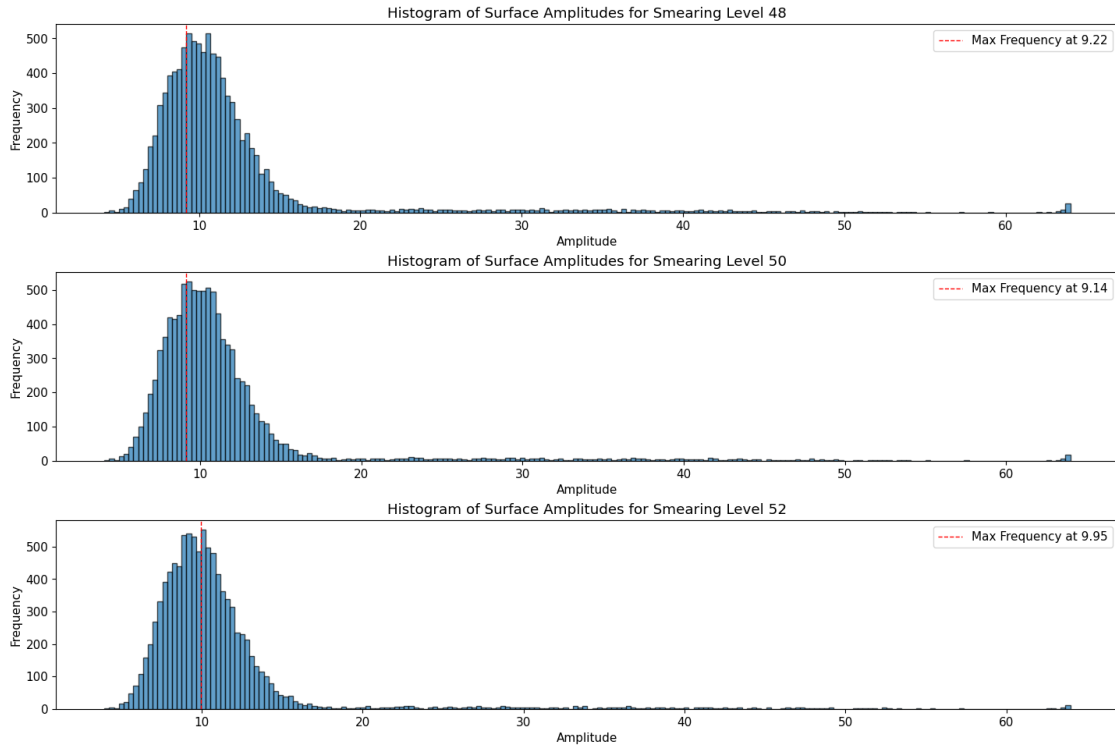 Histogram of Surface Amplitudes for Smearing Level 48
Max Frequency at 9.22
Frequency
500
400
300
200
100
0
10 20 30 40 50 60
Amplitude
Histogram of Surface Amplitudes for Smearing Level 50
Max Frequency at 9.14
Frequency
500
400
300
200
100
0
10 20 30 40 50 60
Amplitude
Histogram of Surface Amplitudes for Smearing Level 52
Max Frequency at 9.95
Frequency
500
400
300
200
100
0
10 20 30 40 50 60
Amplitude